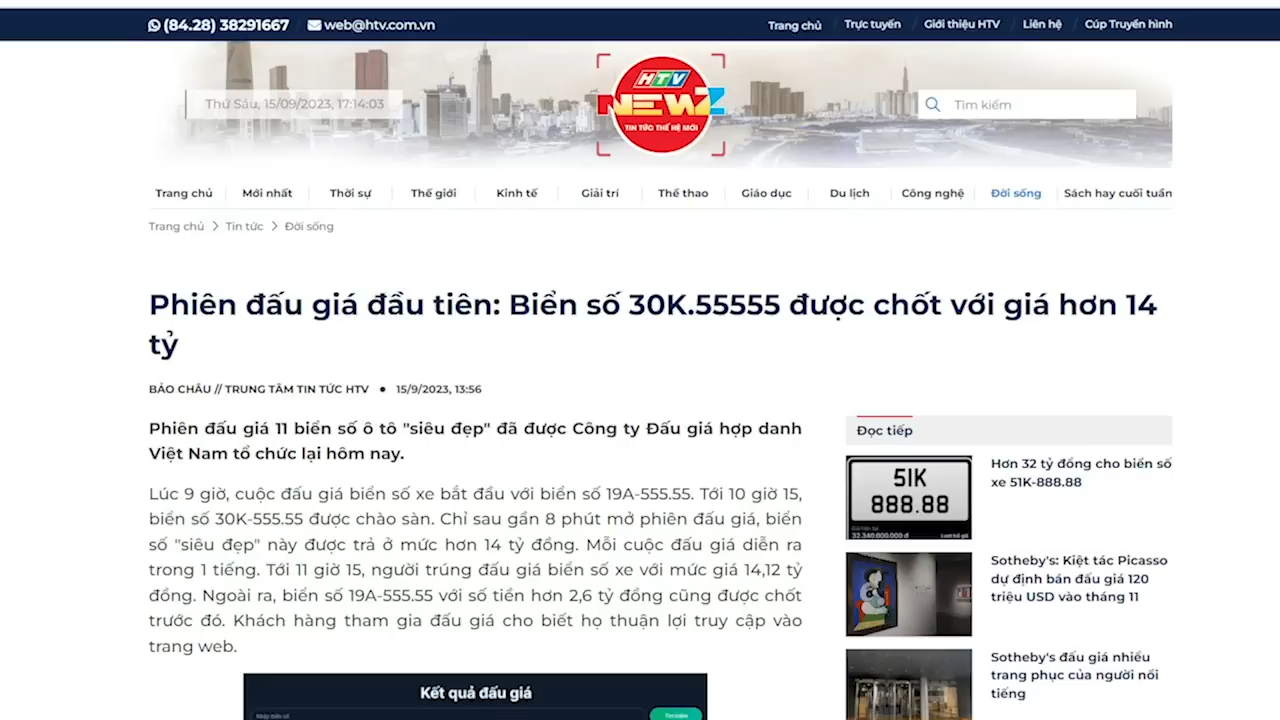 (84.28) 38291667 / web@htv.com.vn
Trang chủ / Trực tuyến / Giới thiệu HTV / Liên hệ / Cúp Truyền hình
Thứ Sáu, 15/09/2023, 17:14:03
HTV
NEWZ
TIN TỨC THẾ HỆ MỚI
Tìm kiếm
Trang chủ Mới nhất Thời sự Thế giới Kinh tế Giải trí Thể thao Giáo dục Du lịch Công nghệ Đời sống Sách hay cuối tuần
Trang chủ > Tin tức > Đời sống
Phiên đấu giá đầu tiên: Biển số 30K.55555 được chốt với giá hơn 14
tỷ
BẢO CHÂU // TRUNG TÂM TIN TỨC HTV • 15/9/2023, 13:56
Phiên đấu giá 11 biển số ô tô "siêu đẹp" đã được Công ty Đấu giá hợp danh
Việt Nam tổ chức lại hôm nay.
Lúc 9 giờ, cuộc đấu giá biển số xe bắt đầu với biển số 19A-555.55. Tới 10 giờ 15,
biển số 30K-555.55 được chào sàn. Chỉ sau gần 8 phút mở phiên đấu giá, biển
số "siêu đẹp" này được trả ở mức hơn 14 tỷ đồng. Mỗi cuộc đấu giá diễn ra
trong 1 tiếng. Tới 11 giờ 15, người trúng đấu giá biển số xe với mức giá 14,12 tỷ
đồng. Ngoài ra, biển số 19A-555.55 với số tiền hơn 2,6 tỷ đồng cũng được chốt
trước đó. Khách hàng tham gia đấu giá cho biết họ thuận lợi truy cập vào
trang web.
Kết quả đấu giá
Nhập biển số
Tìm kiếm
Đọc tiếp
51K
888.88
32.340.000.000 đ
Hơn 32 tỷ đồng cho biển số
xe 51K-888.88
Sotheby's: Kiệt tác Picasso
dự định bán đấu giá 120
triệu USD vào tháng 11
Sotheby's đấu giá nhiều
trang phục của người nổi
tiếng